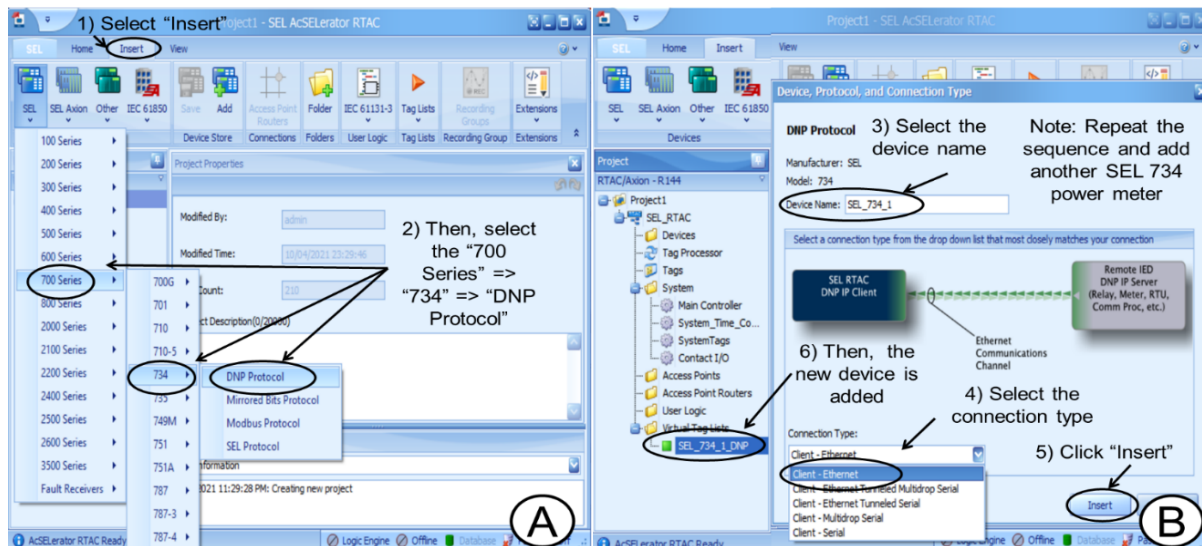 1) Select “Insert”
Project1 - SEL AcSELerator RTAC
SEL Home Insert View
SEL SEL Axion Other IEC 61850 Save Add Access Point Routers Folder IEC 61131-3 Tag Lists Recording Groups Extensions
Device Store Connections Folders User Logic Tag Lists Recording Group Extensions
100 Series
200 Series
300 Series
400 Series
500 Series
600 Series
700 Series
800 Series
2000 Series
2100 Series
2200 Series
2400 Series
2500 Series
2600 Series
3500 Series
Fault Receivers
700G
701
710
710-5
734
735
749M
751
751A
787
787-3
787-4
DNP Protocol
Mirrored Bits Protocol
Modbus Protocol
SEL Protocol
Project Properties
Modified By: admin
Modified Time: 10/04/2021 23:29:46
Count: 210
Description(0/20000)
2) Then, select
the “700
Series” =>
“734” => “DNP
Protocol”
2021 11:29:28 PM: Creating new project
AcSELerator RTAC Ready
Logic Engine Offline Database
A
Project1 - SEL AcSELerator RTAC
SEL Home Insert View
SEL SEL Axion Other IEC 61850
Devices
Project
RTAC/Axion - R144
Project1
SEL_RTAC
Devices
Tag Processor
Tags
System
Main Controller
System_Time_Co...
SystemTags
Contact I/O
Access Points
Access Point Routers
User Logic
Virtual Tag Lists
SEL_734_1_DNP
Device, Protocol, and Connection Type
DNP Protocol
Manufacturer: SEL
Model: 734
Device Name: SEL_734_1
3) Select the
device name
Note: Repeat the
sequence and add
another SEL 734
power meter
Select a connection type from the drop down list that most closely matches your connection
SEL RTAC
DNP IP Client
Remote IED
DNP IP Server
(Relay, Meter, RTU,
Comm Proc, etc.)
Ethernet
Communications
Channel
6) Then, the
new device is
added
4) Select the
connection type
Connection Type:
Client - Ethernet
Client - Ethernet
Client - Ethernet Tunneled Multidrop Serial
Client - Ethernet Tunneled Serial
Client - Multidrop Serial
Client - Serial
5) Click “Insert”
Insert
AcSELerator RTAC Ready
Offline Database
B